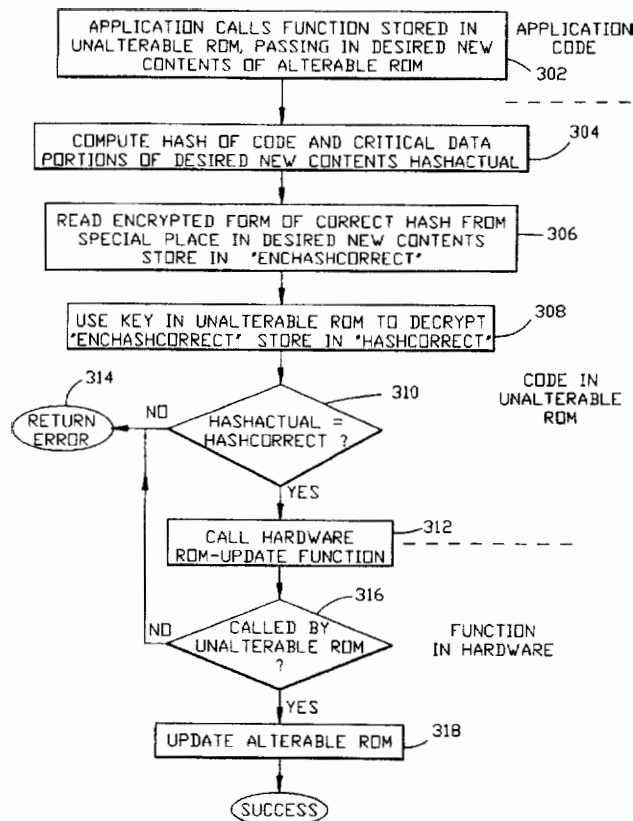 APPLICATION CALLS FUNCTION STORED IN
UNALTERABLE ROM, PASSING IN DESIRED NEW
CONTENTS OF ALTERABLE ROM
302
APPLICATION
CODE
COMPUTE HASH OF CODE AND CRITICAL DATA
PORTIONS OF DESIRED NEW CONTENTS HASHACTUAL
304
READ ENCRYPTED FORM OF CORRECT HASH FROM
SPECIAL PLACE IN DESIRED NEW CONTENTS
STORE IN "ENCHASHCORRECT"
306
USE KEY IN UNALTERABLE ROM TO DECRYPT
"ENCHASHCORRECT" STORE IN "HASHCORRECT"
308
314
RETURN
ERROR
NO
HASHACTUAL =
HASHCORRECT ?
310
CODE IN
UNALTERABLE
ROM
YES
CALL HARDWARE
ROM-UPDATE FUNCTION
312
NO
CALLED BY
UNALTERABLE ROM
?
316
FUNCTION
IN HARDWARE
YES
UPDATE ALTERABLE ROM
318
SUCCESS